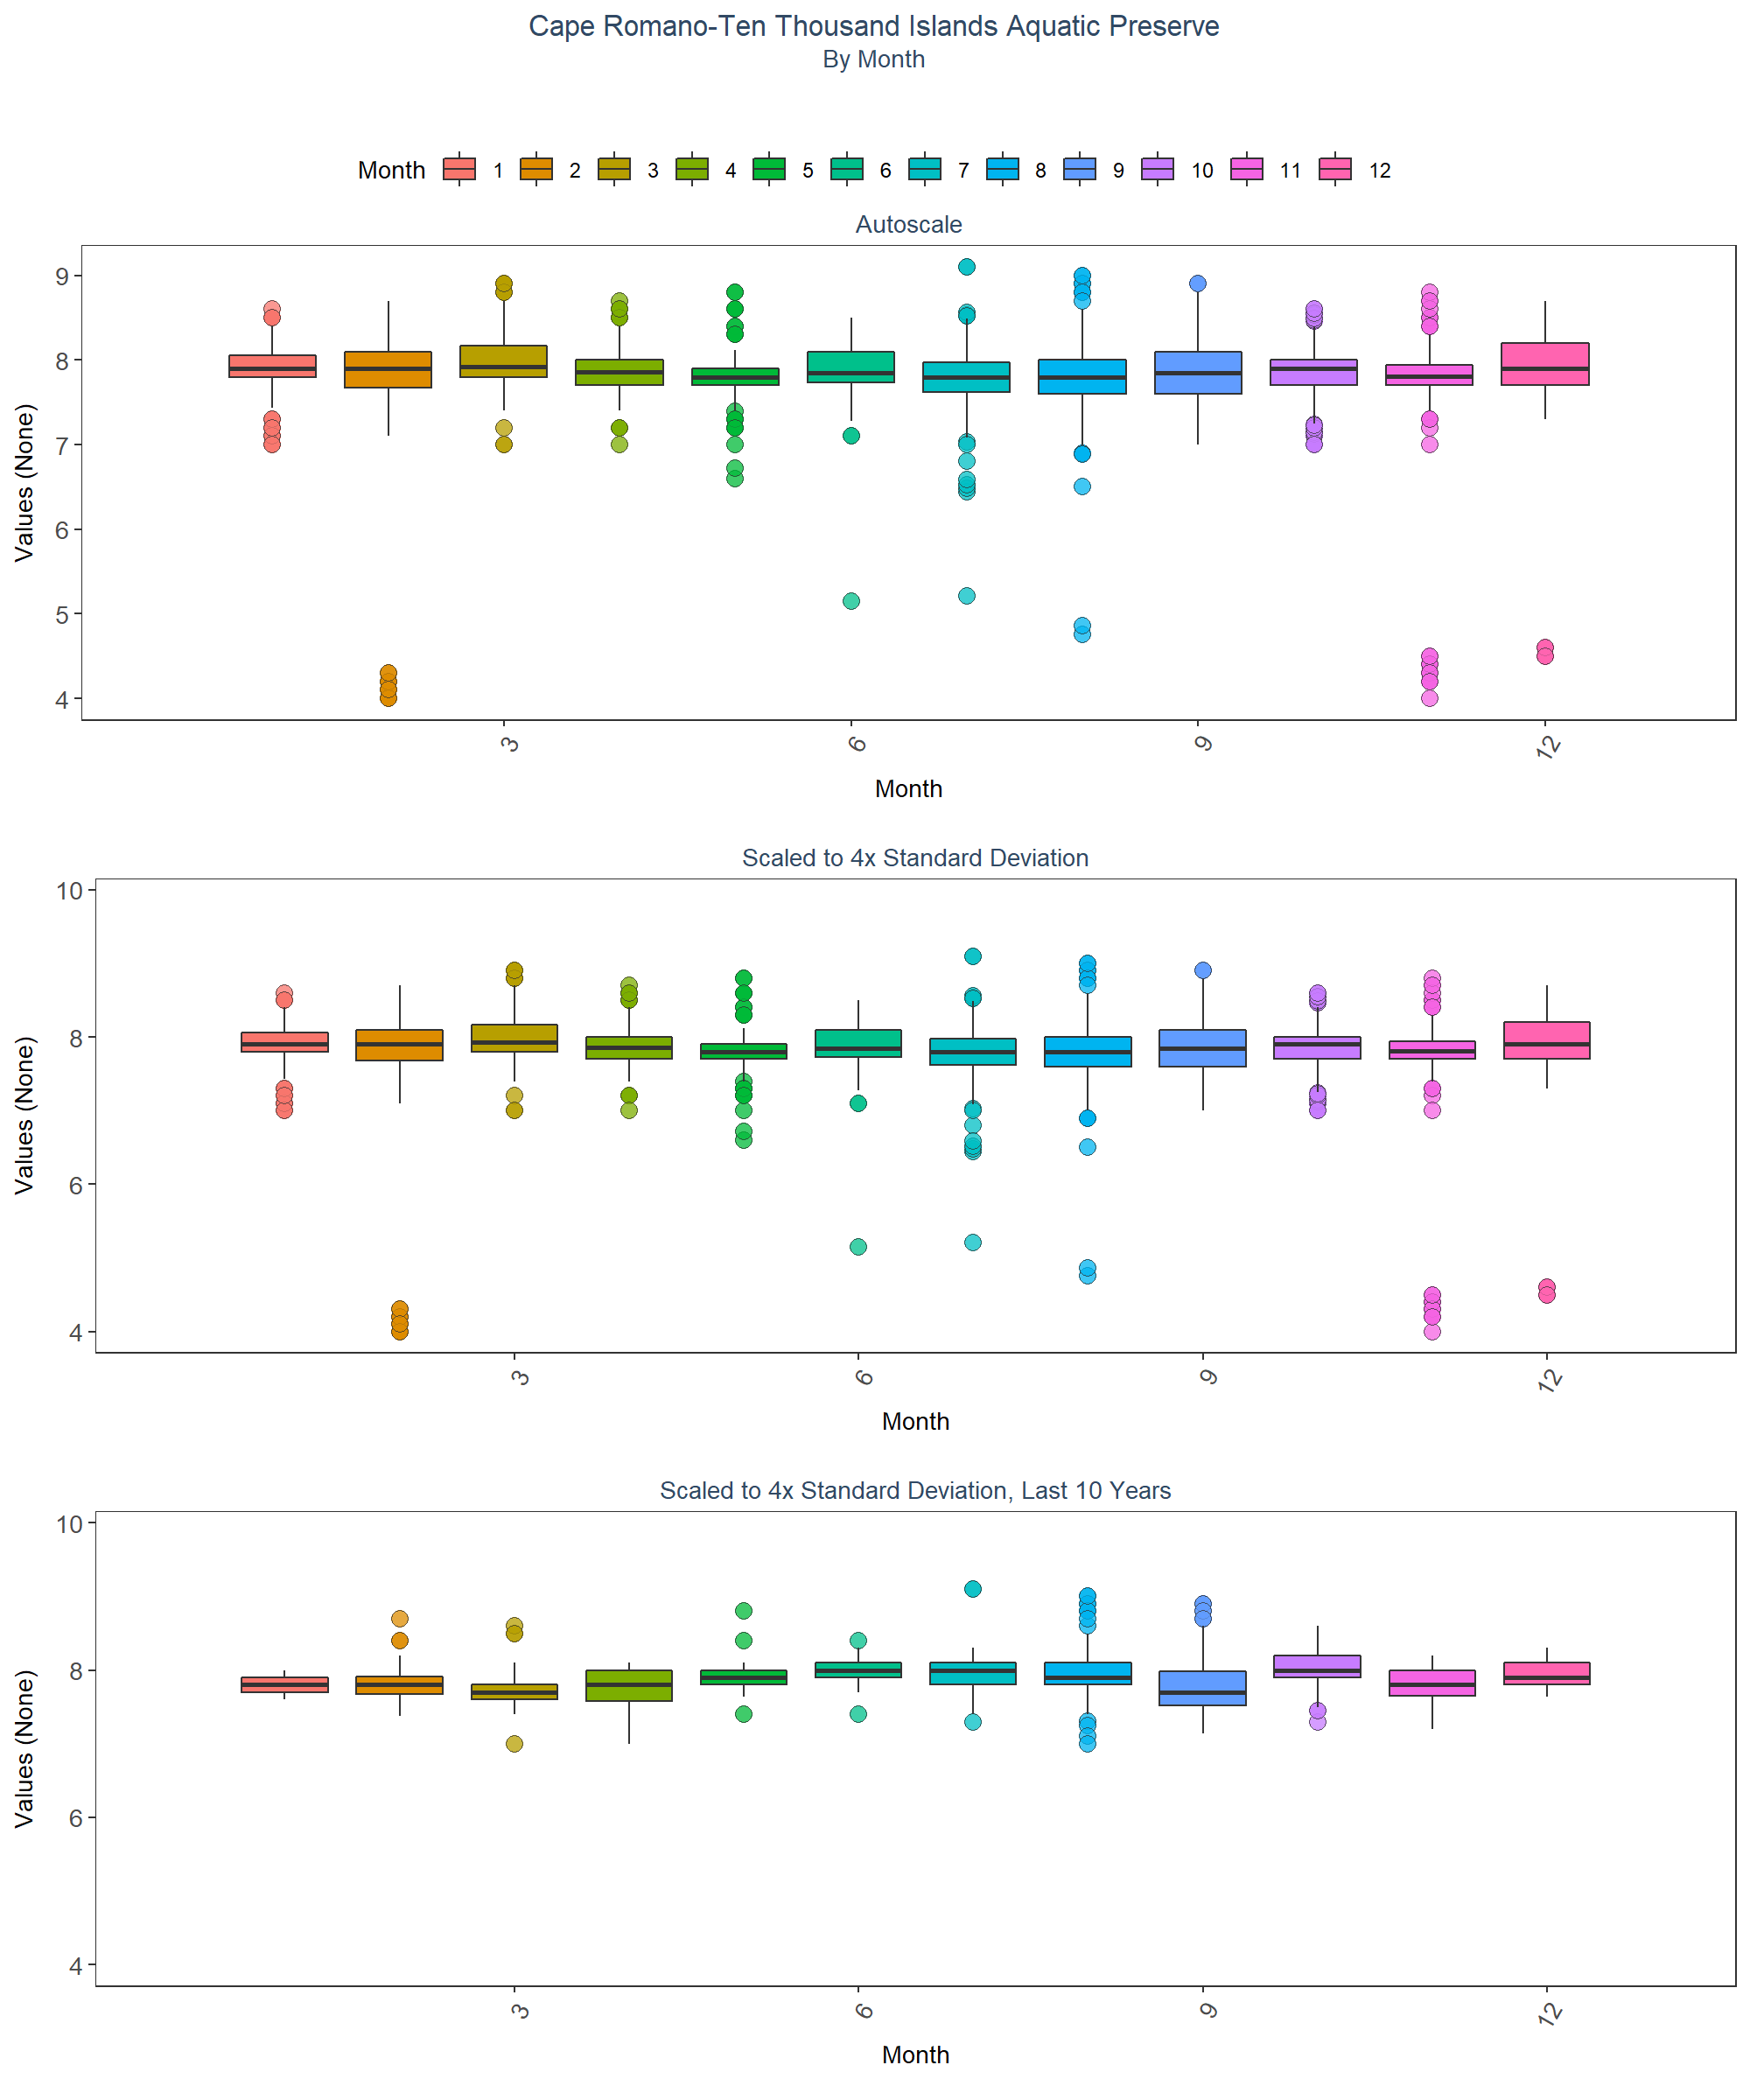 Cape Romano-Ten Thousand Islands Aquatic Preserve
By Month
Month 1 2 3 4 5 6 7 8 9 10 11 12
Autoscale
Values (None)
9
8
7
6
5
4
3 6 9 12
Month
Scaled to 4x Standard Deviation
Values (None)
10
8
6
4
3 6 9 12
Month
Scaled to 4x Standard Deviation, Last 10 Years
Values (None)
10
8
6
4
3 6 9 12
Month